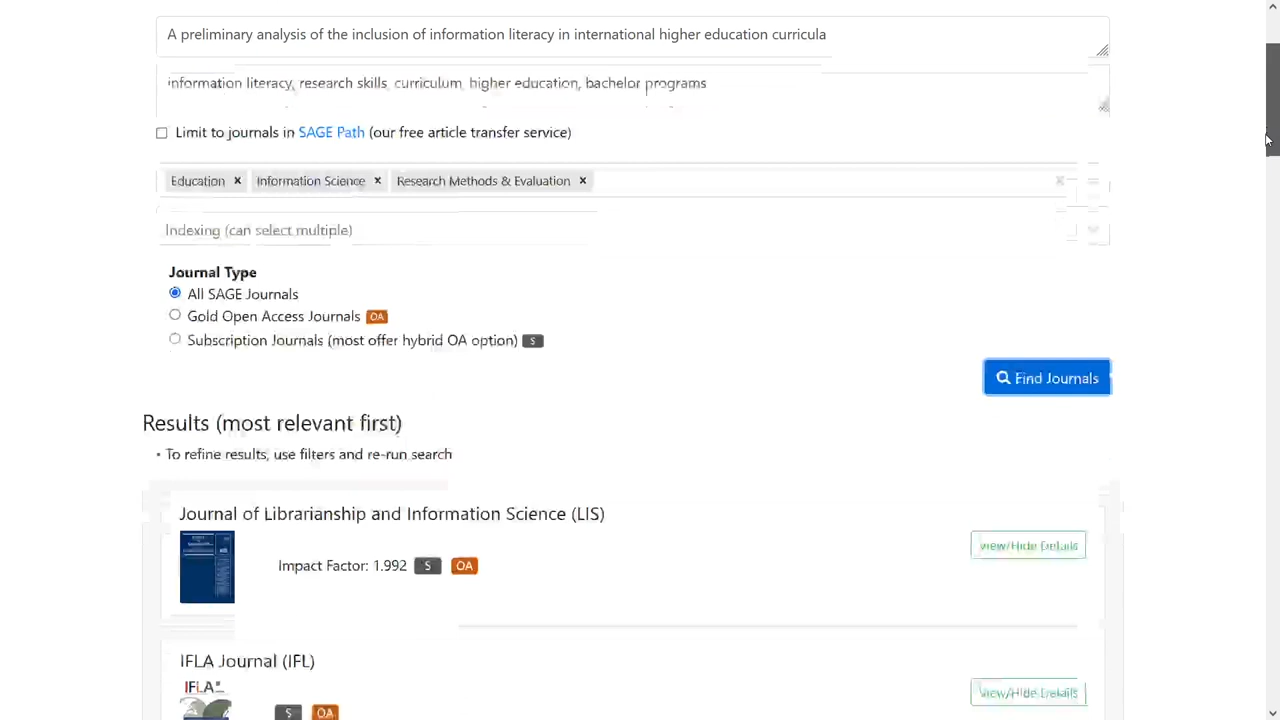 A preliminary analysis of the inclusion of information literacy in international higher education curricula
information literacy, research skills, curriculum, higher education, bachelor programs
Limit to journals in SAGE Path (our free article transfer service)
Education × Information Science × Research Methods & Evaluation ×
Indexing (can select multiple)
Journal Type
All SAGE Journals
Gold Open Access Journals OA
Subscription Journals (most offer hybrid OA option) S
Find Journals
Results (most relevant first)
• To refine results, use filters and re-run search
Journal of Librarianship and Information Science (LIS)
View/Hide Details
Impact Factor: 1.992 S OA
IFLA Journal (IFL)
IFLA
View/Hide Details
S OA